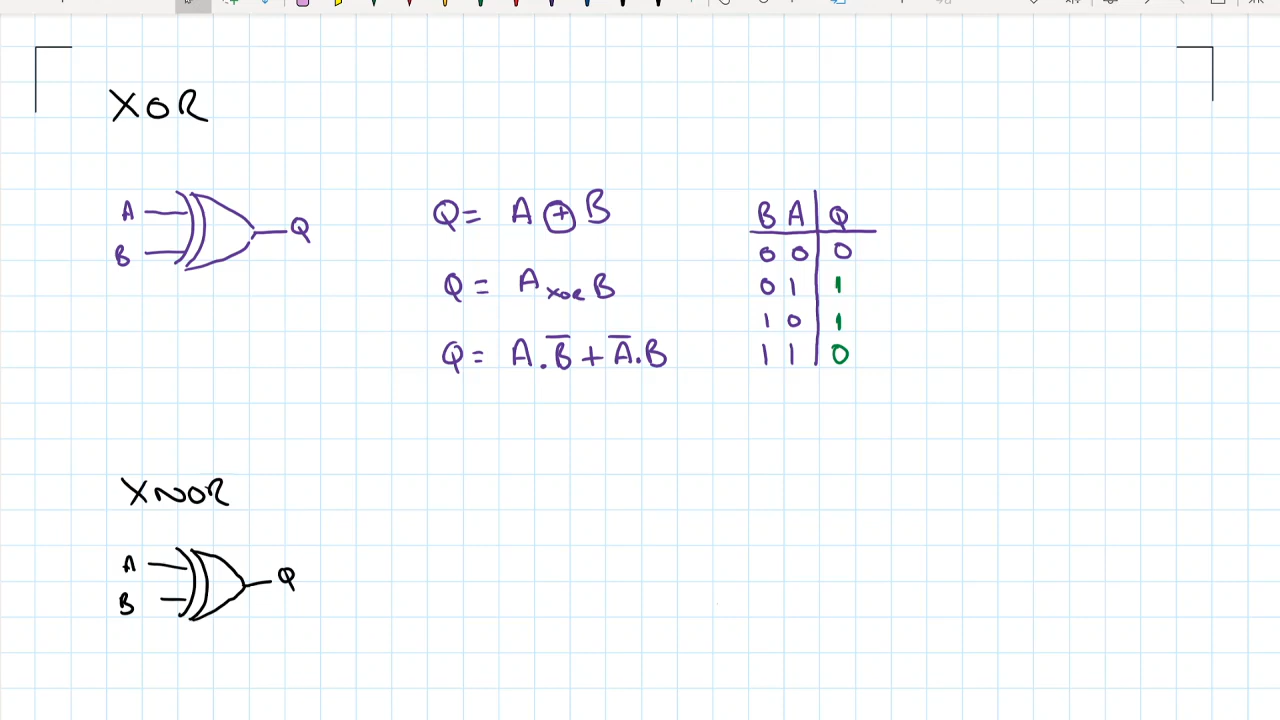 XOR
A
B
Q
Q = A ⊕ B
Q = A XOR B
Q = A . B̅ + A̅ . B
B A Q
0 0 0
0 1 1
1 0 1
1 1 0
XNOR
A
B
Q